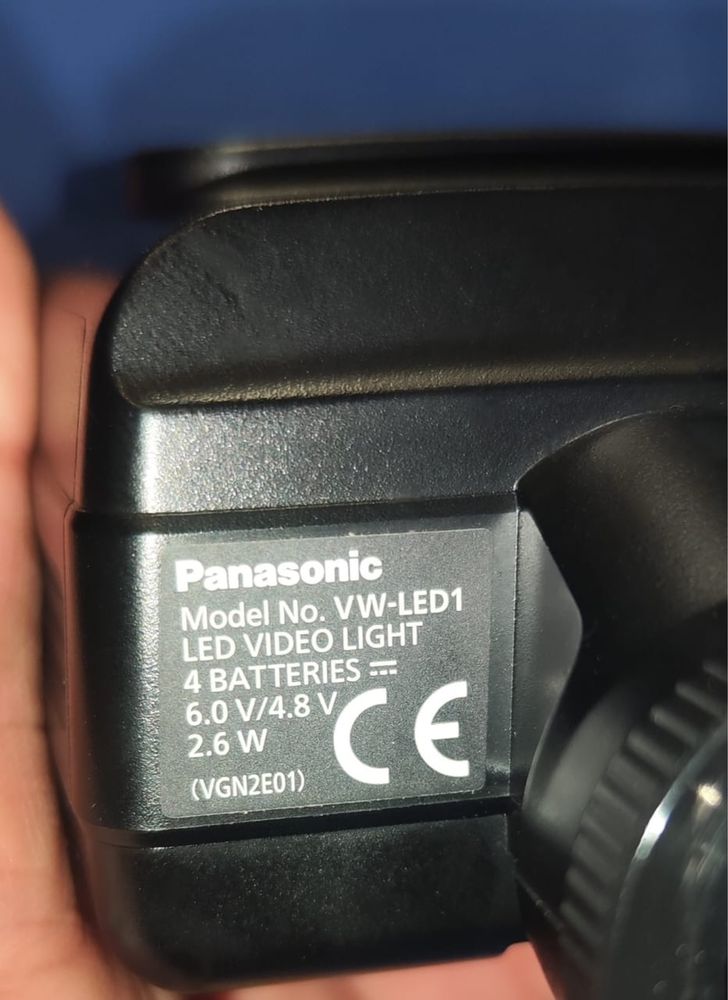 Panasonic
Model No. VW-LED1
LED VIDEO LIGHT
4 BATTERIES ⎓
6.0 V/4.8 V
2.6 W
CE
(VGN2E01)